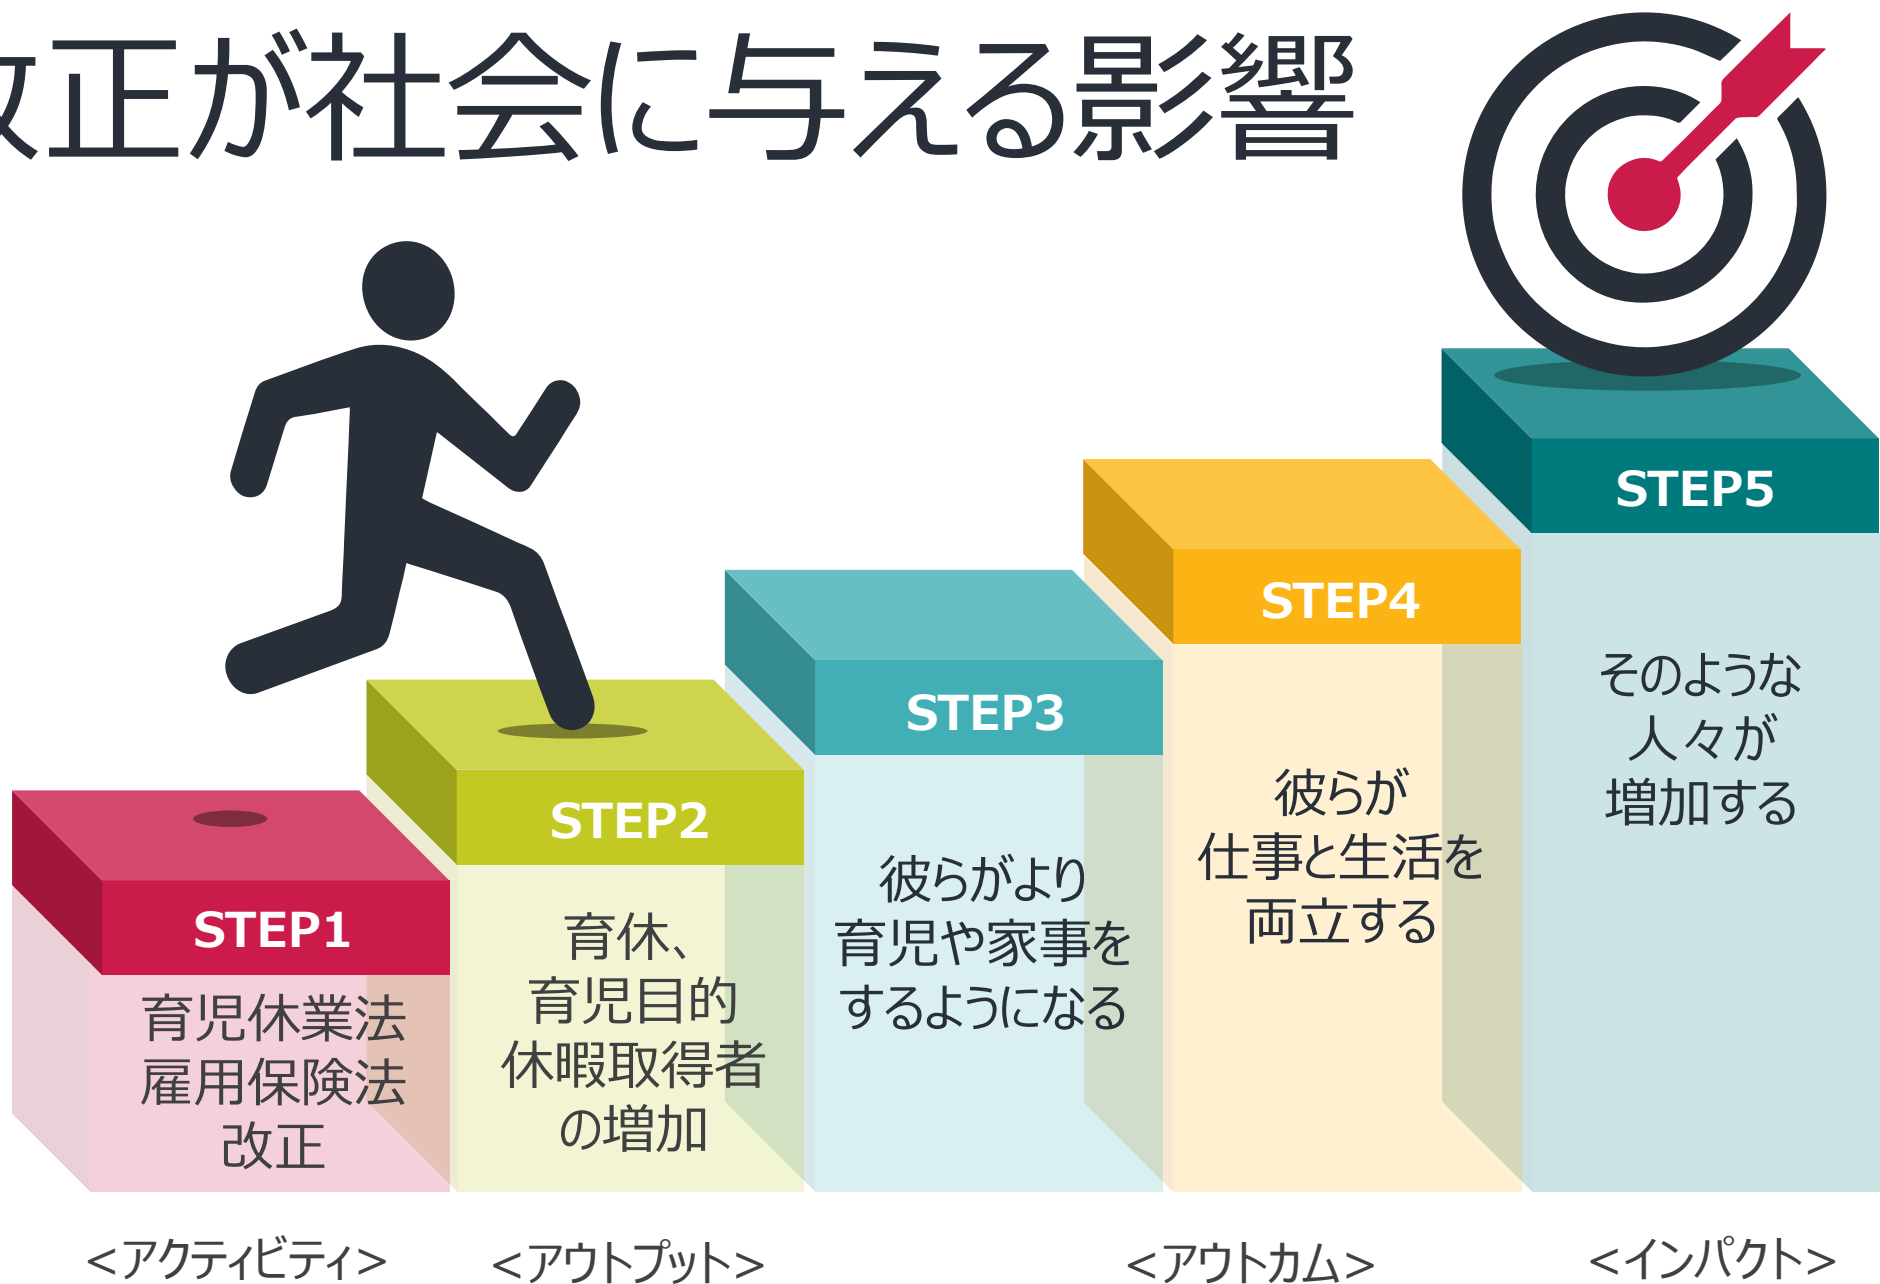 改正が社会に与える影響
STEP1
育児休業法
雇用保険法
改正
STEP2
育休、
育児目的
休暇取得者
の増加
STEP3
彼らがより
育児や家事を
するようになる
STEP4
彼らが
仕事と生活を
両立する
STEP5
そのような
人々が
増加する
<アクティビティ>
<アウトプット>
<アウトカム>
<インパクト>